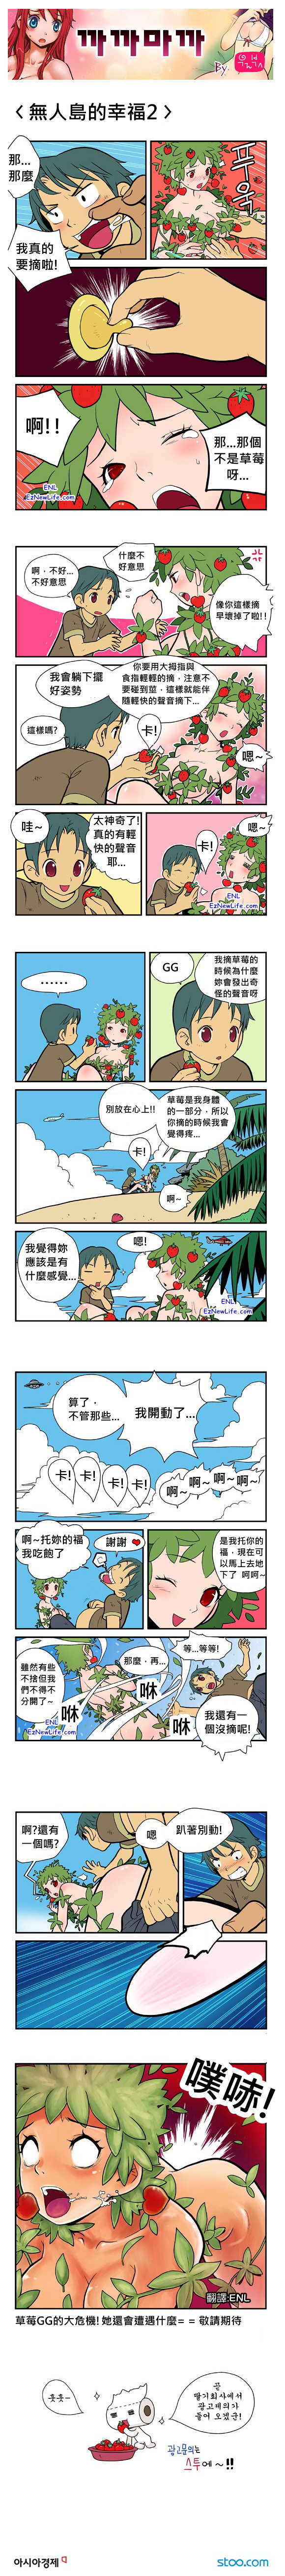 까까마까
By.
〈 無人島的幸福2 〉
那...
那麼
我真的
要摘啦!
푸욱
啊!!
那...那個
不是草莓
呀...
ENL
EzNewLife.com
啊，不好...
不好意思
什麼不
好意思
像你這樣摘
早壞掉了啦!!
我會躺下擺
好姿勢
你要用大拇指與
食指輕輕的摘，注意不
要碰到莖，這樣就能伴
隨輕快的聲音摘下...
這樣嗎?
卡!
嗯~
哇~
太神奇了!
真的有輕
快的聲音
耶...
嗯~
卡!
ENL
EzNewLife.com
......
GG
我摘草莓的
時候為什麼
妳會發出奇
怪的聲音呀
別放在心上!!
草莓是我身體
的一部分，所以
你摘的時候我會
覺得疼...
卡!
啊~
我覺得妳
應該是有
什麼感覺...
嗯!
ENL
EzNewLife.com
算了，
不管那些...
我開動了...
卡!
卡!
卡!
卡!
啊~啊~啊~啊~
啊~托妳的福
我吃飽了
謝謝
是我托你的
福，現在可
以馬上去地
下了 呵呵~
雖然有些
不捨但我
們不得不
分開了~
那麼，再...
等...等等!
咻
咻
咻
我還有一
個沒摘呢!
ENL
EzNewLife.com
啊?還有
一個嗎?
嗯
趴著別動!
噗哧!
翻譯:ENL
草莓GG的大危機! 她還會遭遇什麼= = 敬請期待
훗훗~
끝
딸기회사에서
광고제의가
들어 오겠군!
광고문의는
스투에~!!
아시아경제
stoo.com